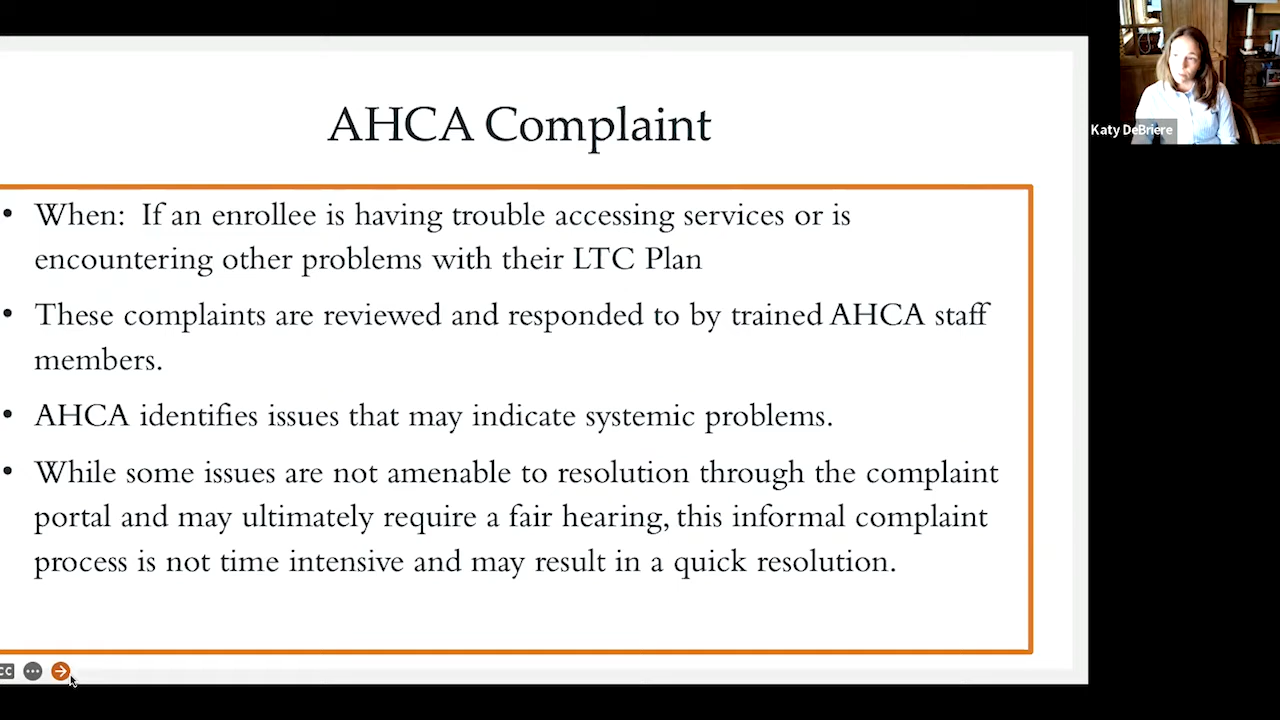 AHCA Complaint
Katy DeBriere
• When: If an enrollee is having trouble accessing services or is
encountering other problems with their LTC Plan
• These complaints are reviewed and responded to by trained AHCA staff
members.
• AHCA identifies issues that may indicate systemic problems.
• While some issues are not amenable to resolution through the complaint
portal and may ultimately require a fair hearing, this informal complaint
process is not time intensive and may result in a quick resolution.
CC